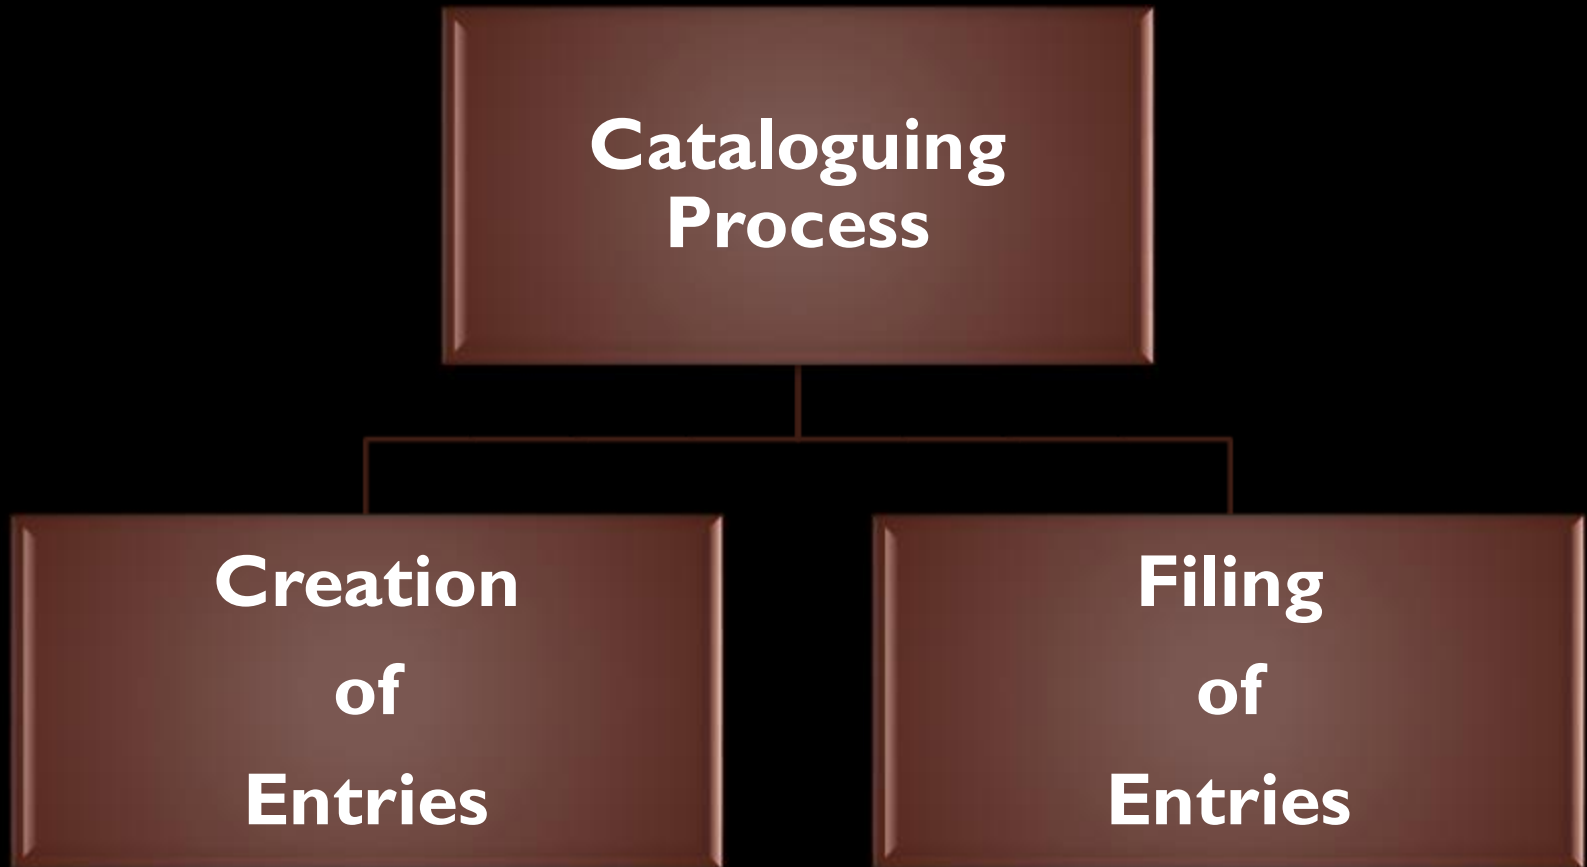 Cataloguing
Process
Creation
of
Entries
Filing
of
Entries